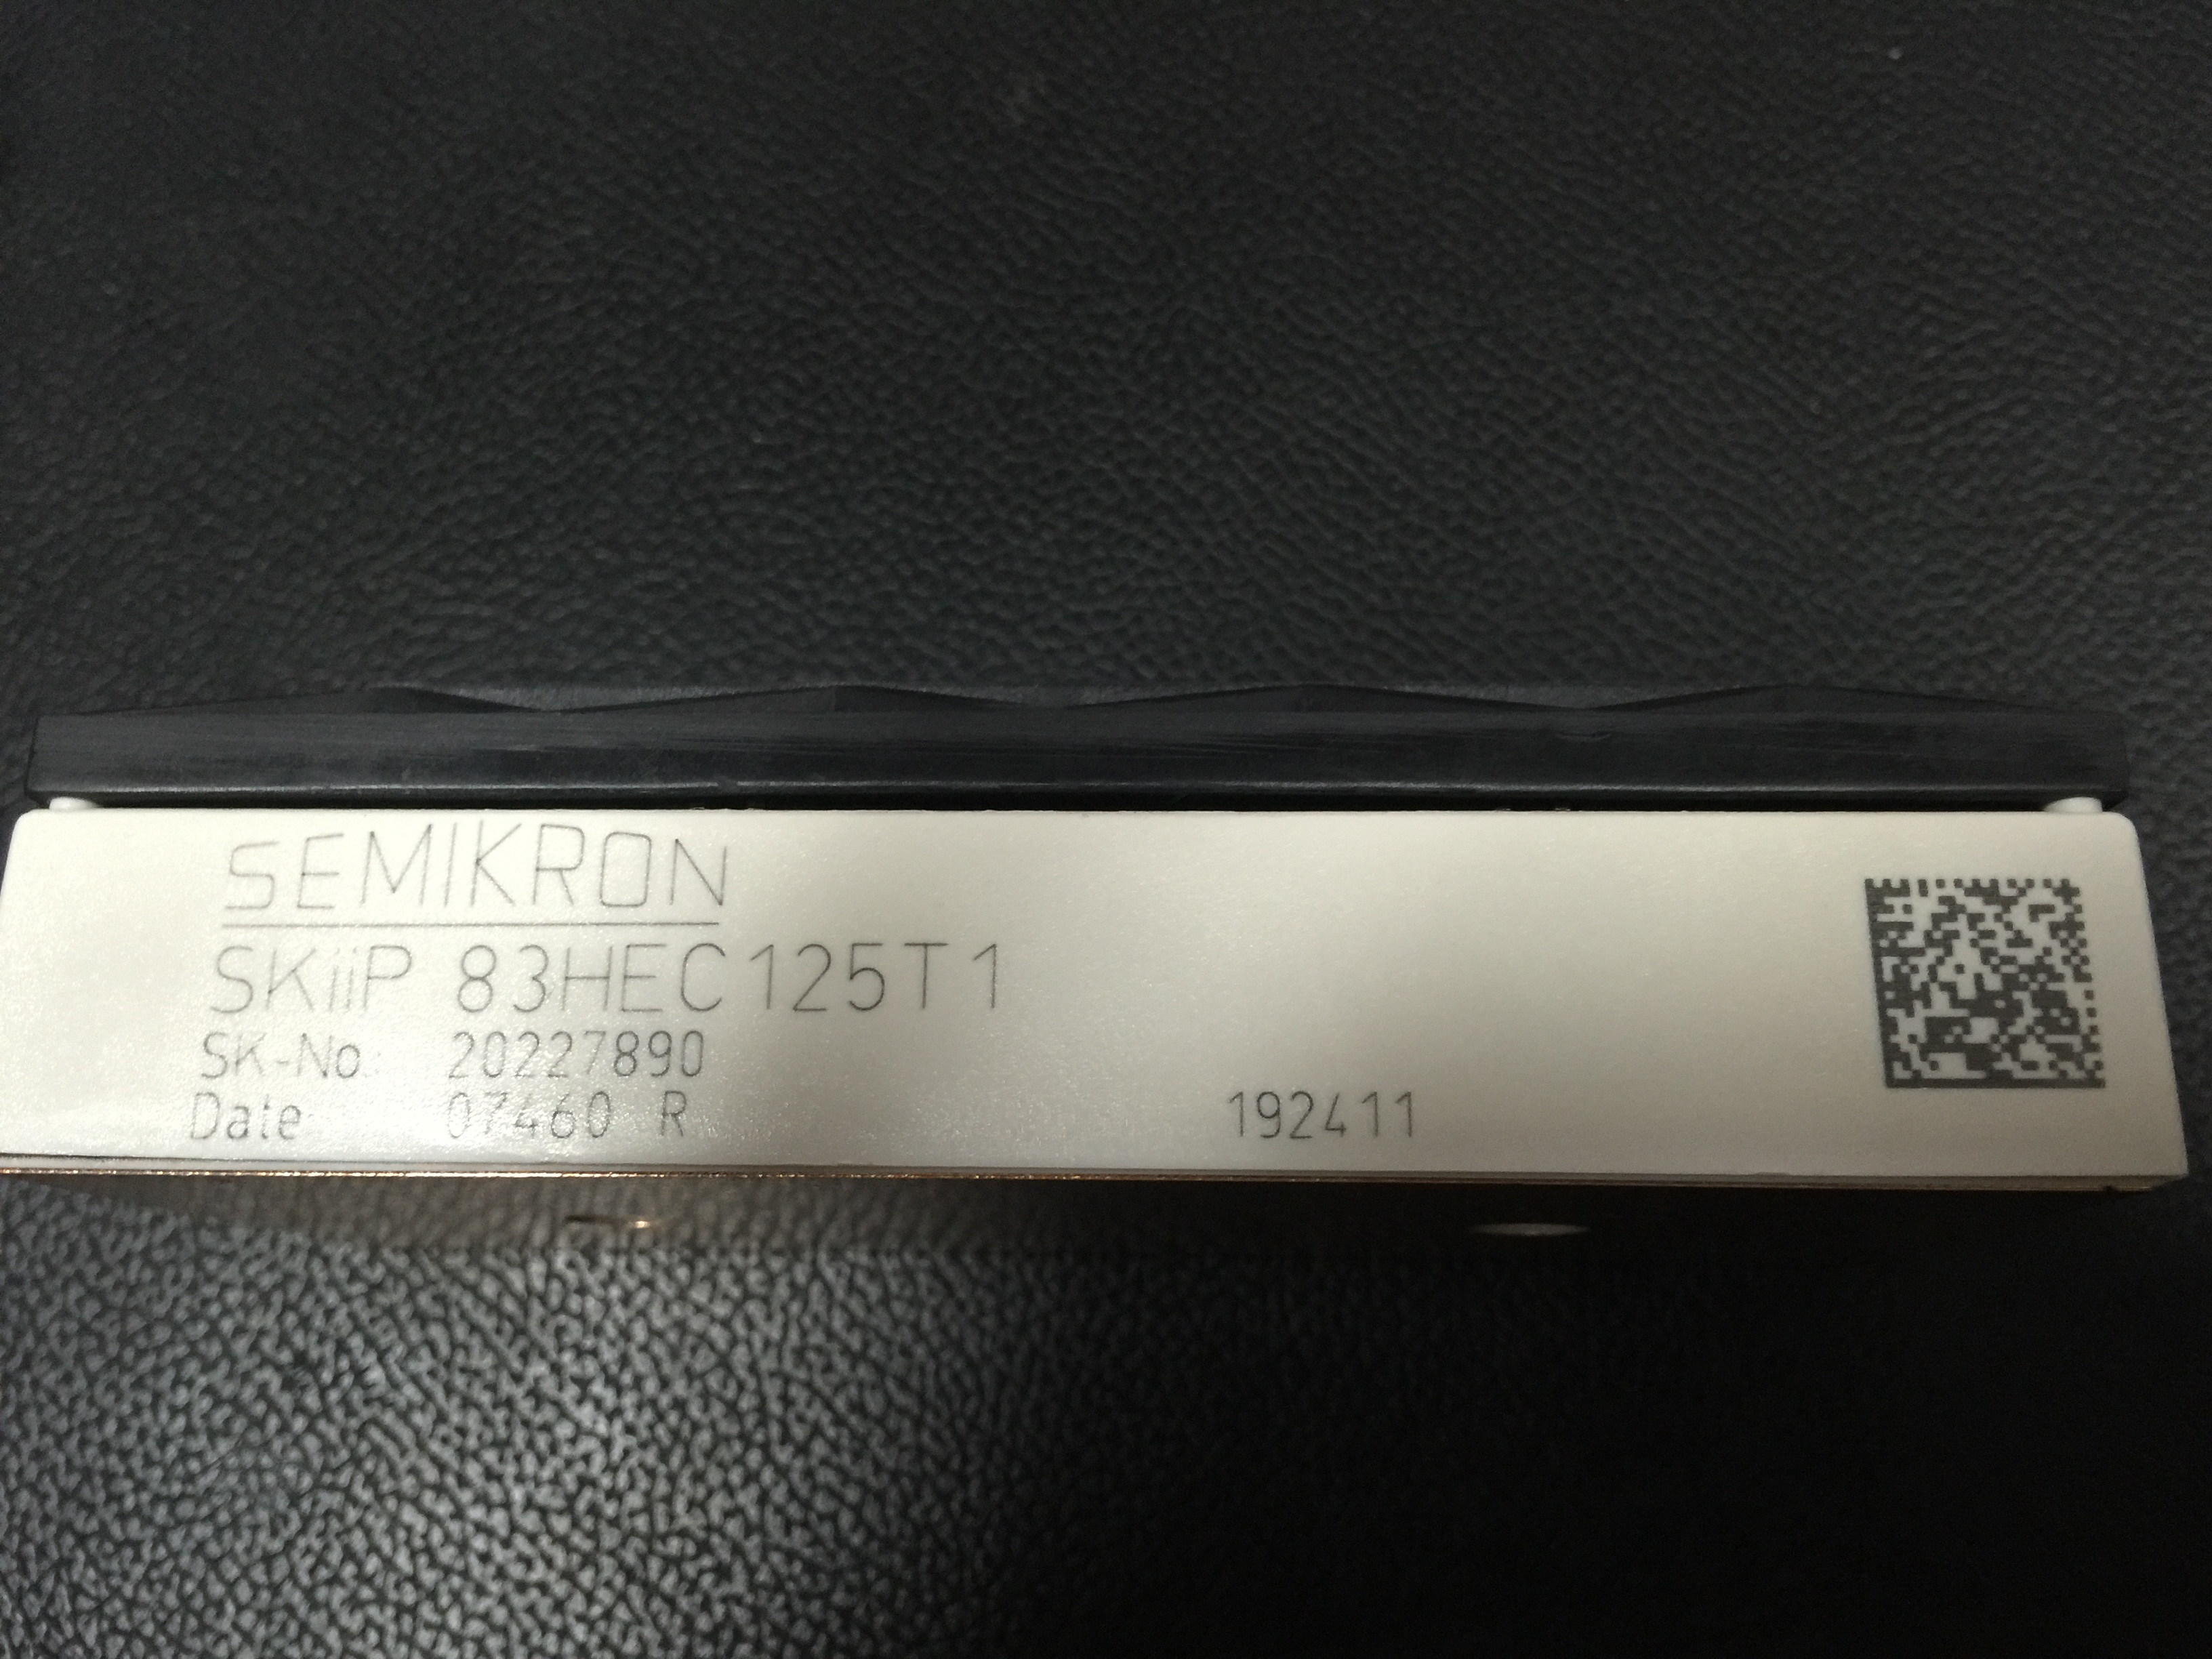 SEMIKRON
SKiiP 83HEC125T1
SK-No. 20227890
Date 07460 R 192411